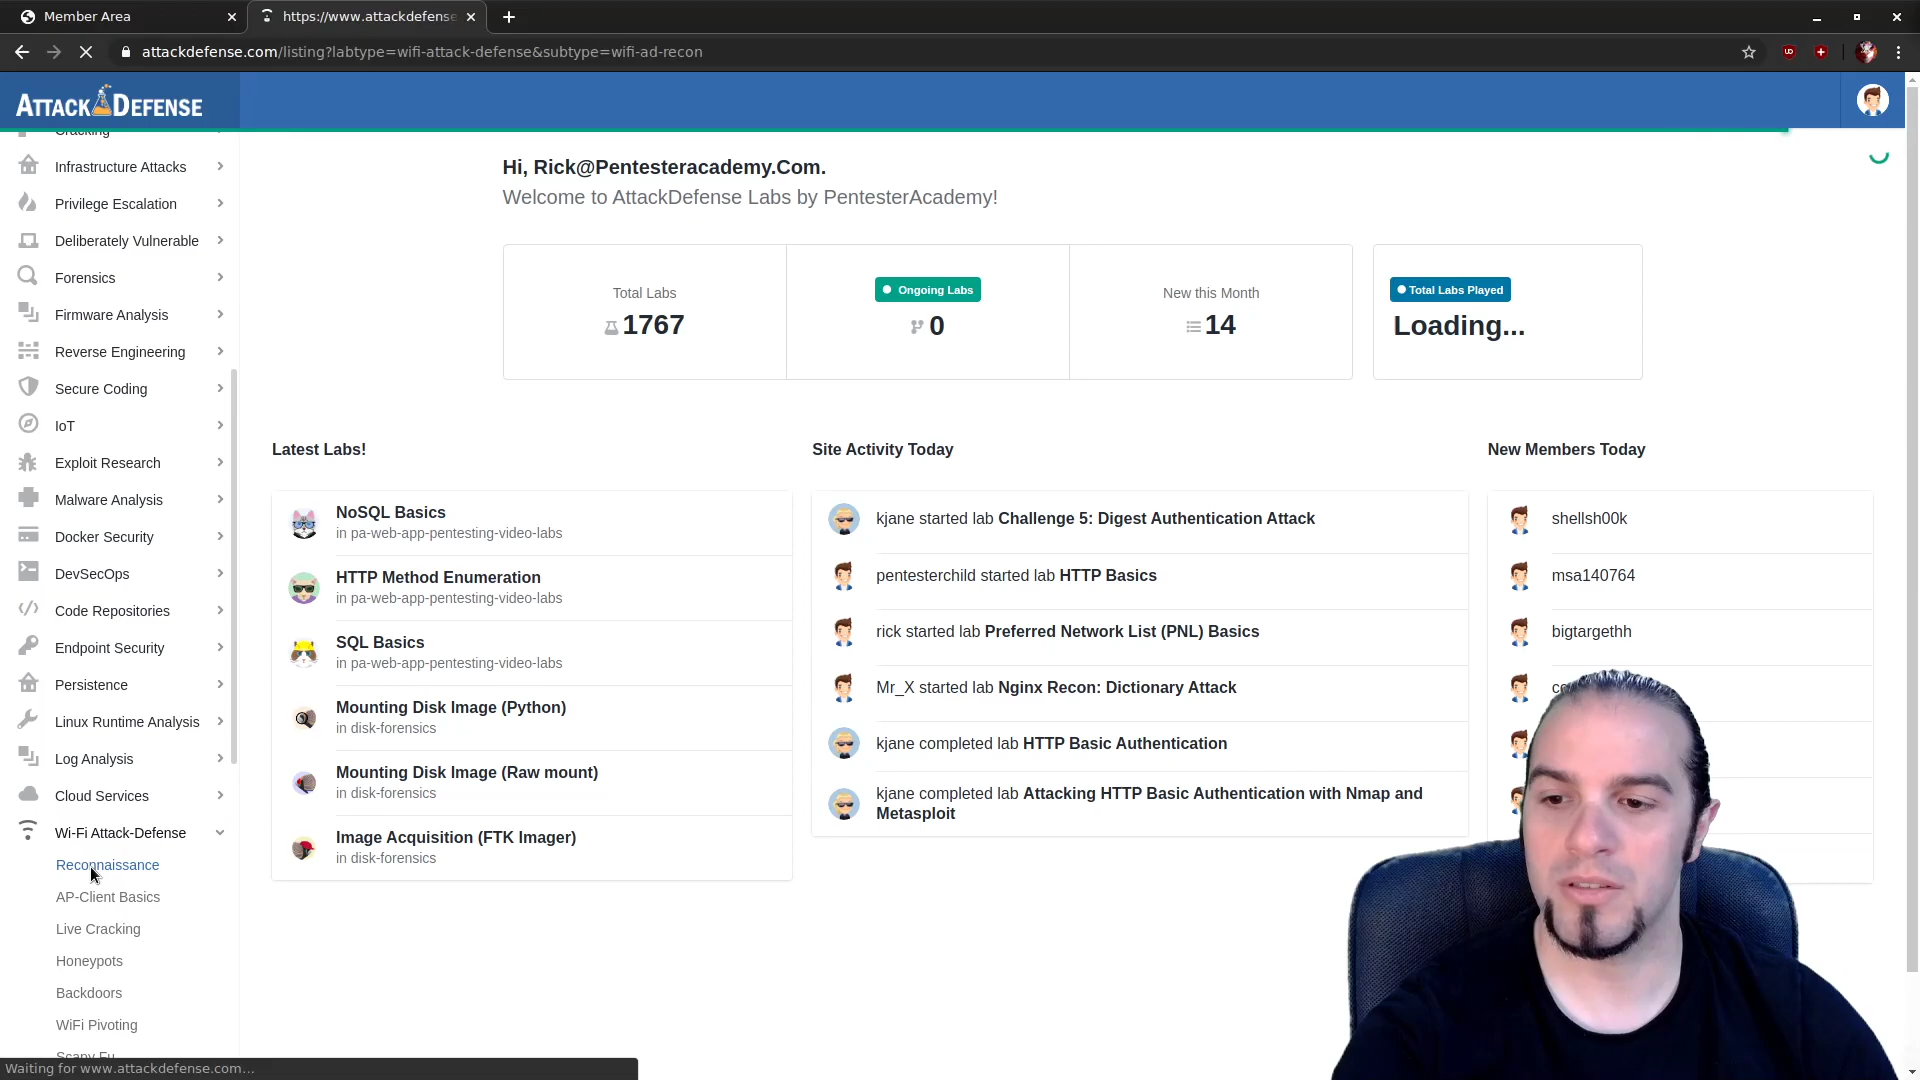 Member Area
https://www.attackdefense
attackdefense.com/listing?labtype=wifi-attack-defense&subtype=wifi-ad-recon
ATTACK DEFENSE
Cracking
Infrastructure Attacks
Privilege Escalation
Deliberately Vulnerable
Forensics
Firmware Analysis
Reverse Engineering
Secure Coding
IoT
Exploit Research
Malware Analysis
Docker Security
DevSecOps
Code Repositories
Endpoint Security
Persistence
Linux Runtime Analysis
Log Analysis
Cloud Services
Wi-Fi Attack-Defense
Reconnaissance
AP-Client Basics
Live Cracking
Honeypots
Backdoors
WiFi Pivoting
Scapy Fu
Waiting for www.attackdefense.com...
Hi, Rick@Pentesteracademy.Com.
Welcome to AttackDefense Labs by PentesterAcademy!
Total Labs
1767
Ongoing Labs
0
New this Month
14
Total Labs Played
Loading...
Latest Labs!
NoSQL Basics
in pa-web-app-pentesting-video-labs
HTTP Method Enumeration
in pa-web-app-pentesting-video-labs
SQL Basics
in pa-web-app-pentesting-video-labs
Mounting Disk Image (Python)
in disk-forensics
Mounting Disk Image (Raw mount)
in disk-forensics
Image Acquisition (FTK Imager)
in disk-forensics
Site Activity Today
kjane started lab Challenge 5: Digest Authentication Attack
pentesterchild started lab HTTP Basics
rick started lab Preferred Network List (PNL) Basics
Mr_X started lab Nginx Recon: Dictionary Attack
kjane completed lab HTTP Basic Authentication
kjane completed lab Attacking HTTP Basic Authentication with Nmap and
Metasploit
New Members Today
shellsh00k
msa140764
bigtargethh